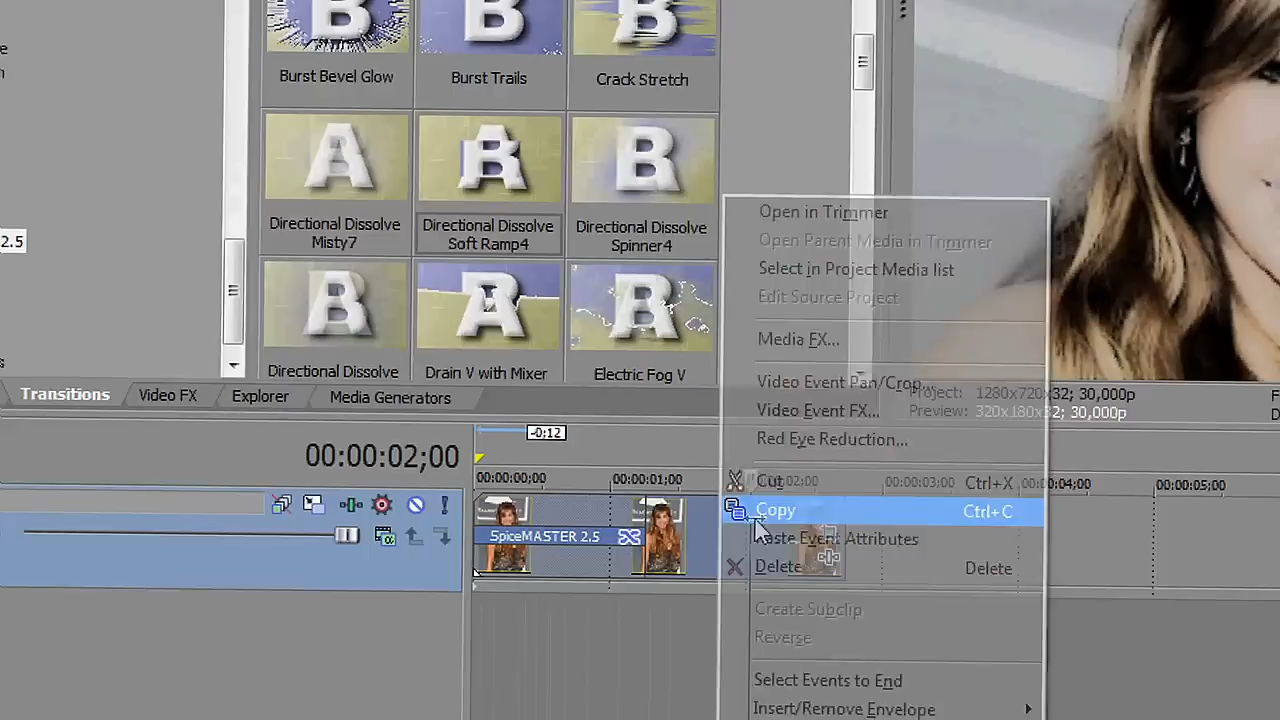 Burst Bevel Glow
Burst Trails
Crack Stretch
Directional Dissolve
Misty7
Directional Dissolve
Soft Ramp4
Directional Dissolve
Spinner4
2.5
Directional Dissolve
Drain V with Mixer
Electric Fog V
Transitions
Video FX
Explorer
Media Generators
Project: 1280x720x32; 30,000p
Preview: 320x180x32; 30,000p
Open in Trimmer
Open Parent Media in Trimmer
Select in Project Media list
Edit Source Project
Media FX...
Video Event Pan/Crop...
Video Event FX...
Red Eye Reduction...
Cut Ctrl+X
Copy Ctrl+C
Paste Event Attributes
Delete Delete
Create Subclip
Reverse
Select Events to End
Insert/Remove Envelope
-0;12
00:00:02;00
00:00:00;00
00:00:01;00
00:00:03;00
00:00:04;00
00:00:05;00
SpiceMASTER 2.5